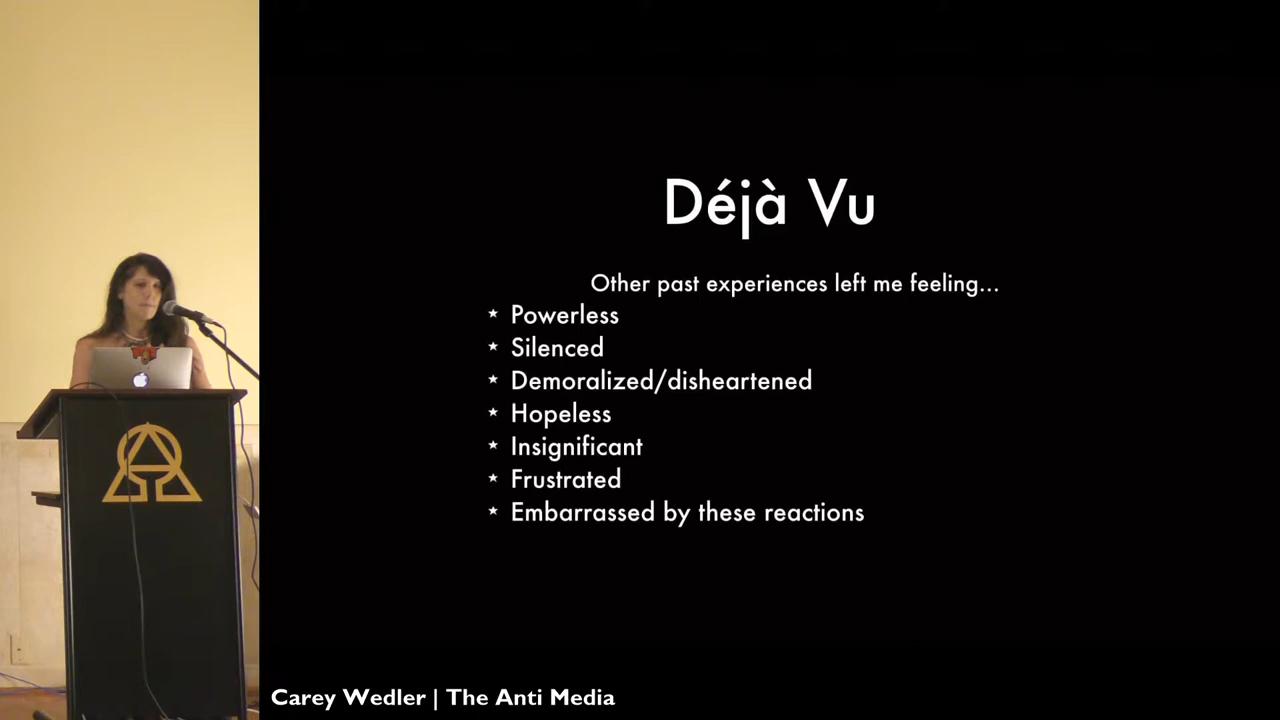 Déjà Vu
Other past experiences left me feeling...
* Powerless
* Silenced
* Demoralized/disheartened
* Hopeless
* Insignificant
* Frustrated
* Embarrassed by these reactions
Carey Wedler | The Anti Media